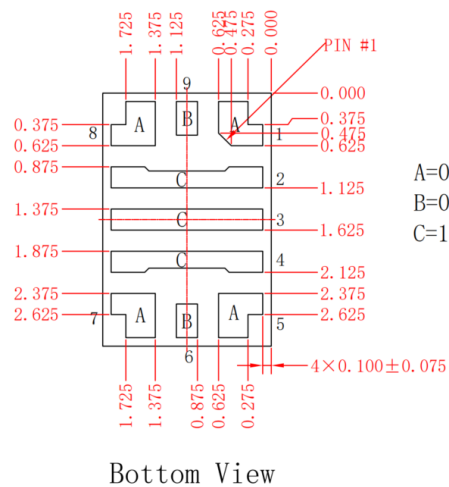 1.725
1.375
1.125
0.625
0.475
0.275
0.000
PIN #1
9
0.000
A
B
A
0.375
8
1
0.375
0.475
0.625
0.625
0.875
C
2
1.125
A=0
B=0
C=1
1.375
C
3
1.625
1.875
C
4
2.125
2.375
2.375
2.625
7
A
B
A
5
2.625
6
4×0.100±0.075
1.725
1.375
0.875
0.625
0.275
Bottom View